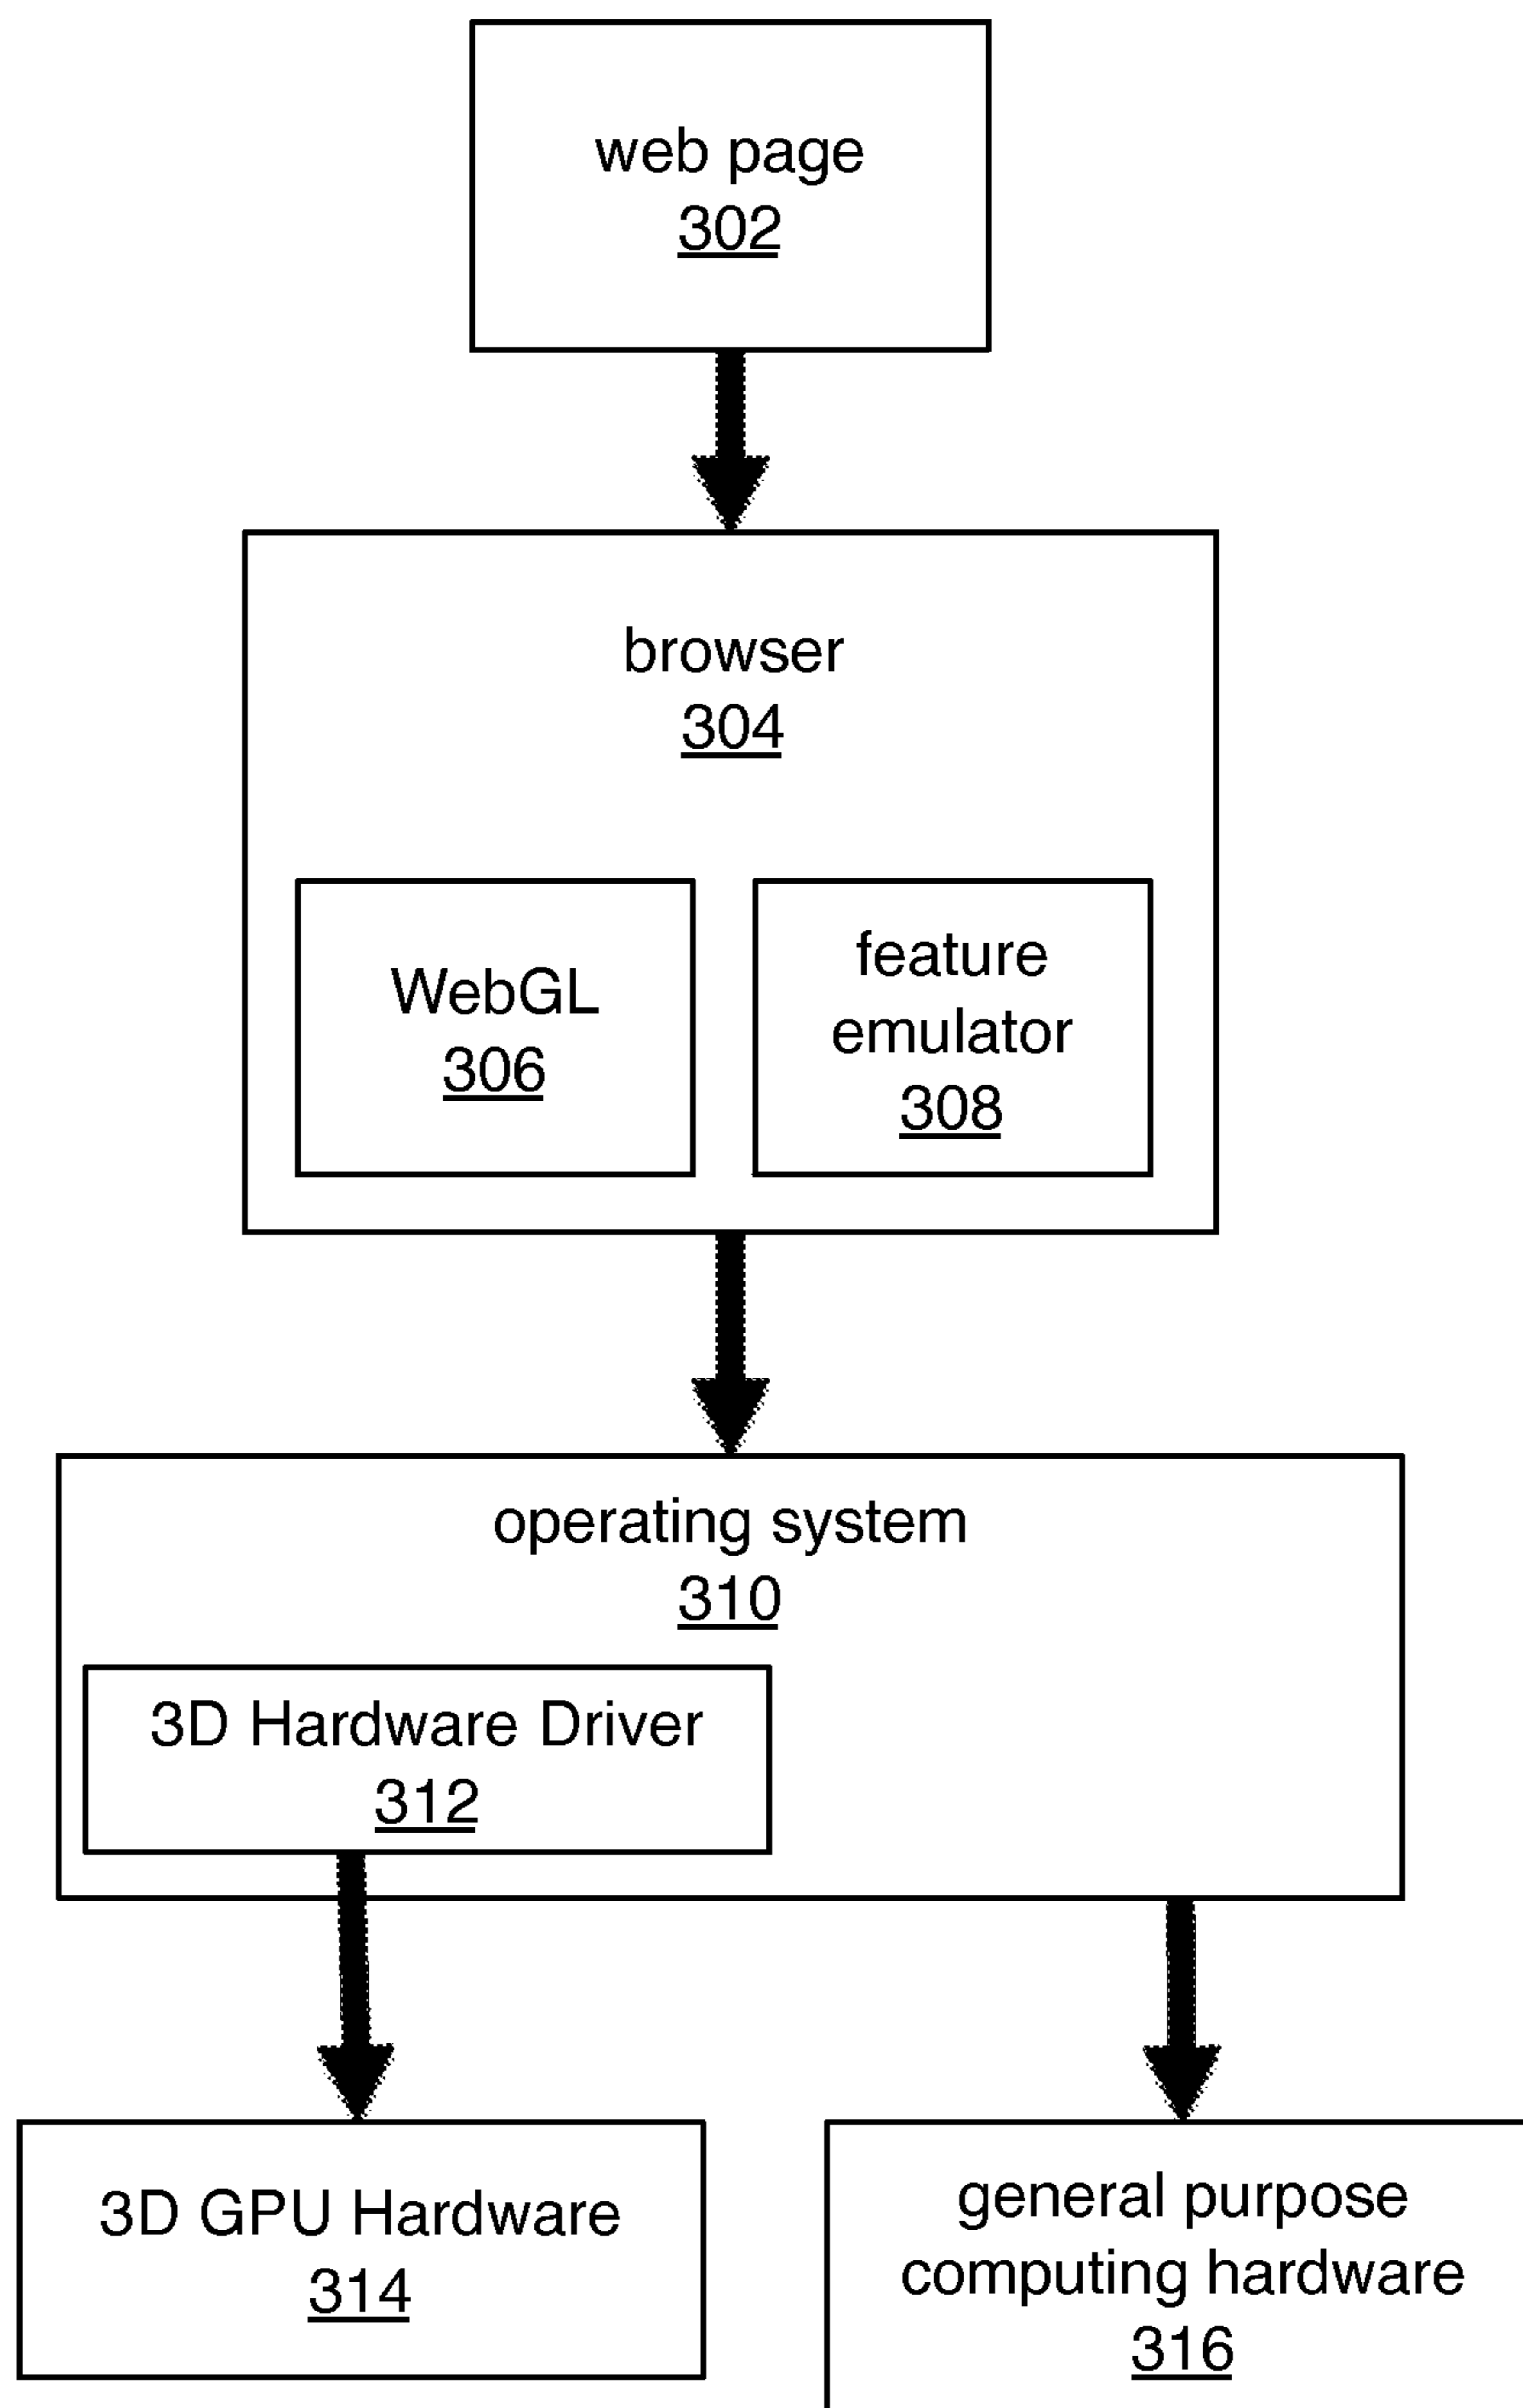 web page
302
browser
304
WebGL
306
feature
emulator
308
operating system
310
3D Hardware Driver
312
3D GPU Hardware
314
general purpose
computing hardware
316